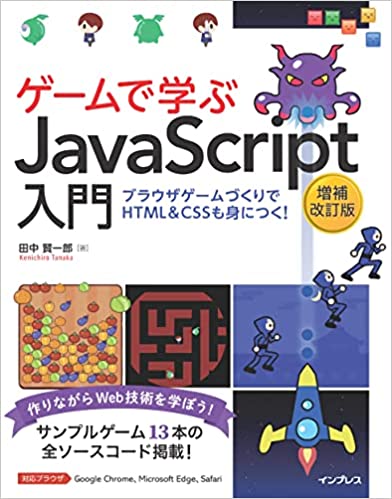 ゲームで学ぶ
JavaScript
入門
ブラウザゲームづくりで
HTML&CSSも身につく!
増補
改訂版
田中 賢一郎 [著]
Kenichiro Tanaka
作りながらWeb技術を学ぼう!
サンプルゲーム13本の
全ソースコード掲載!
対応ブラウザ Google Chrome, Microsoft Edge, Safari
インプレス